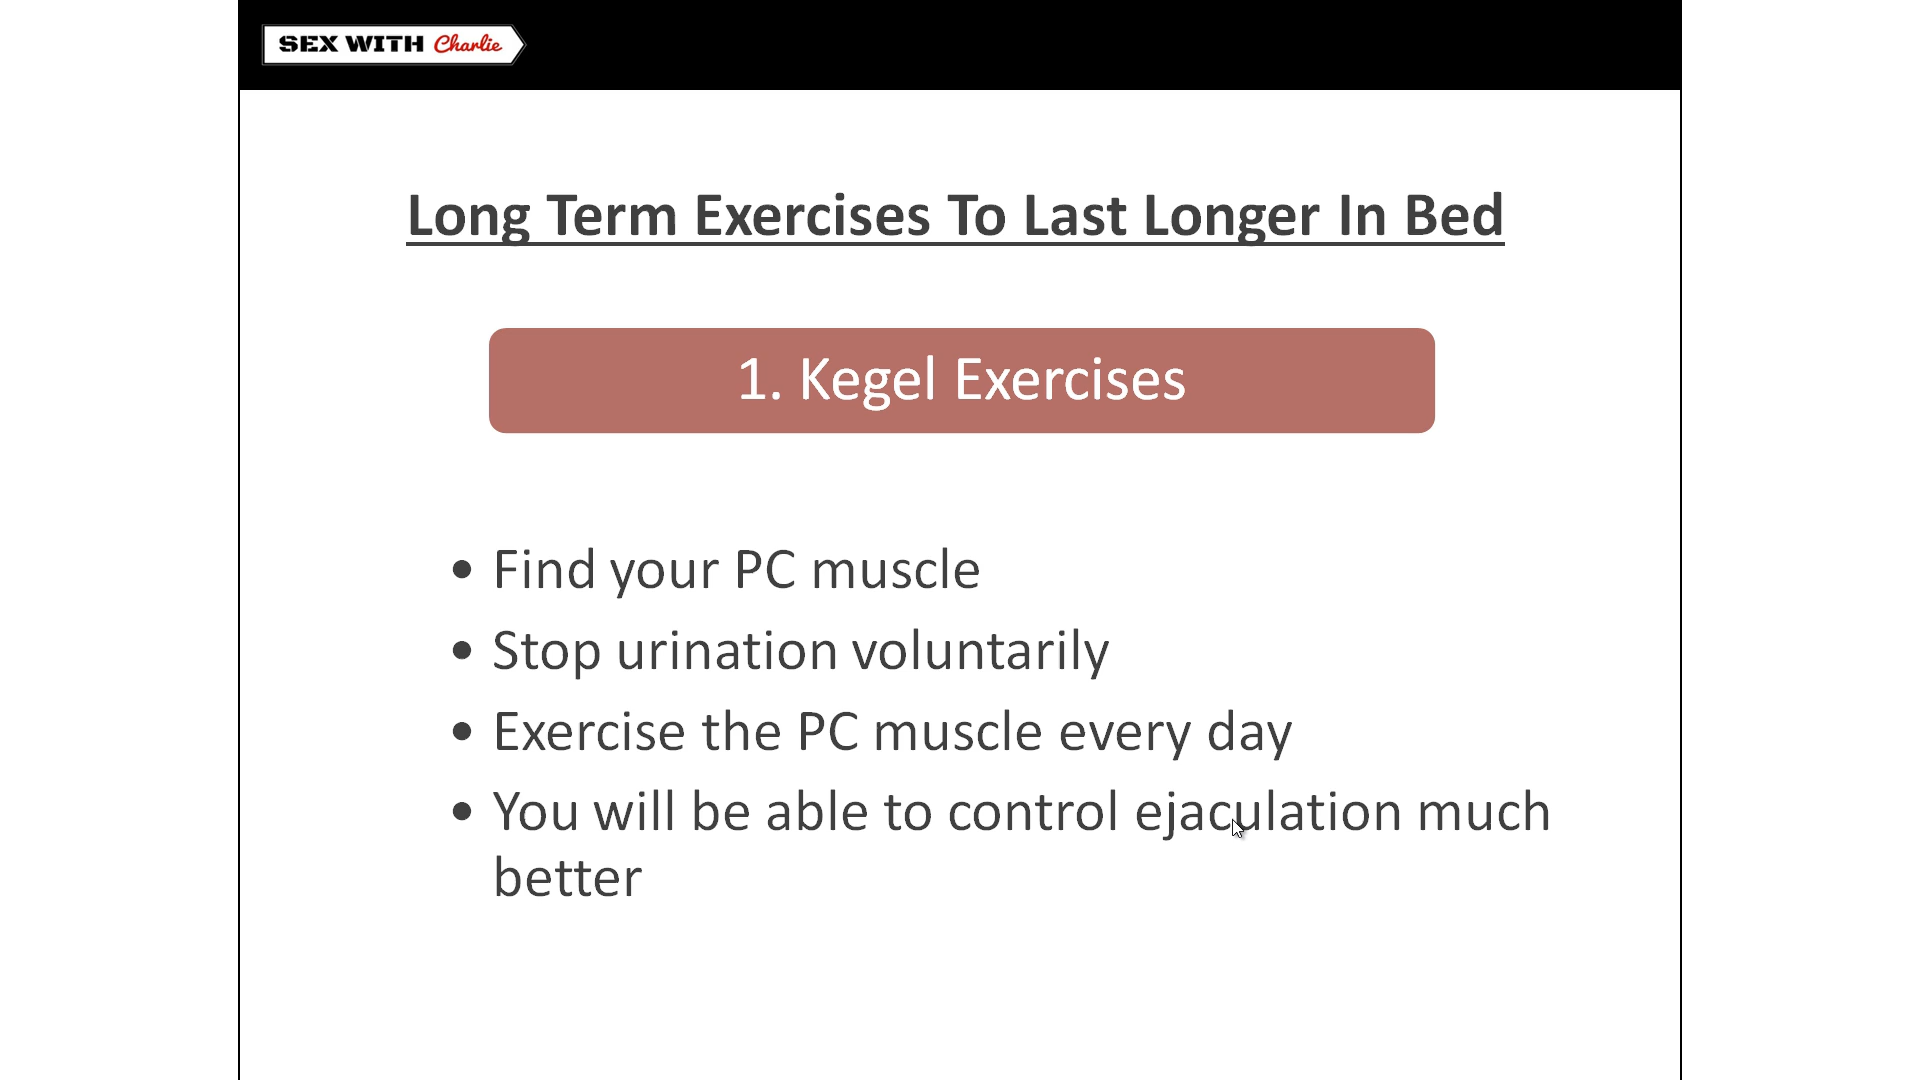 SEX WITH Charlie
Long Term Exercises To Last Longer In Bed
1. Kegel Exercises
• Find your PC muscle
• Stop urination voluntarily
• Exercise the PC muscle every day
• You will be able to control ejaculation much
better